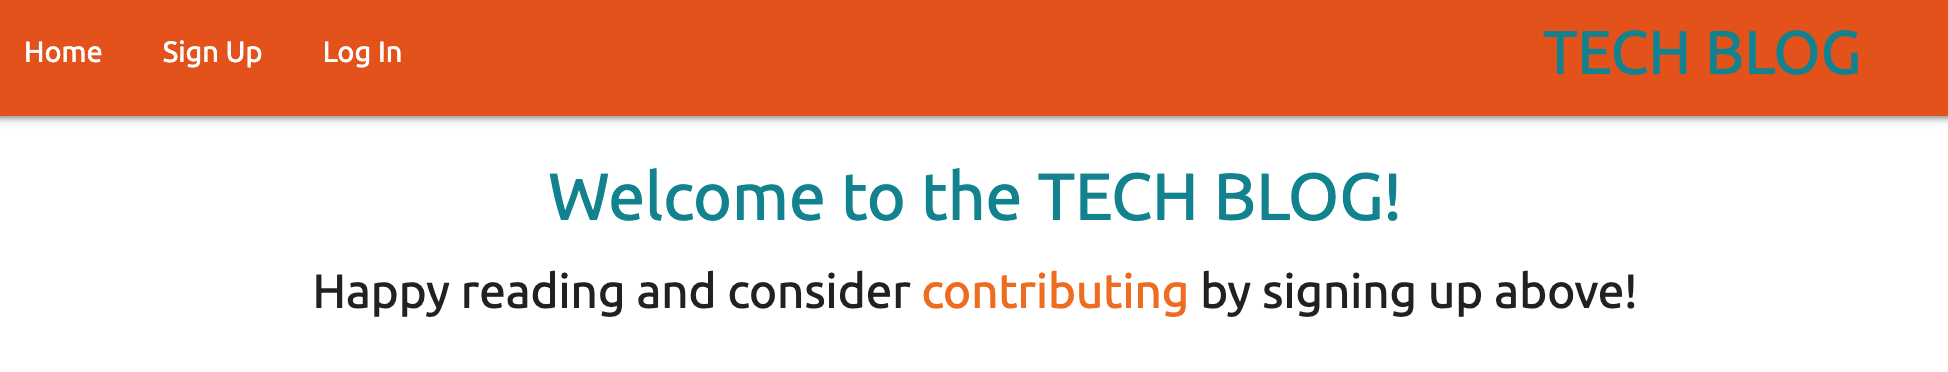 Home Sign Up Log In TECH BLOG
Welcome to the TECH BLOG!
Happy reading and consider contributing by signing up above!